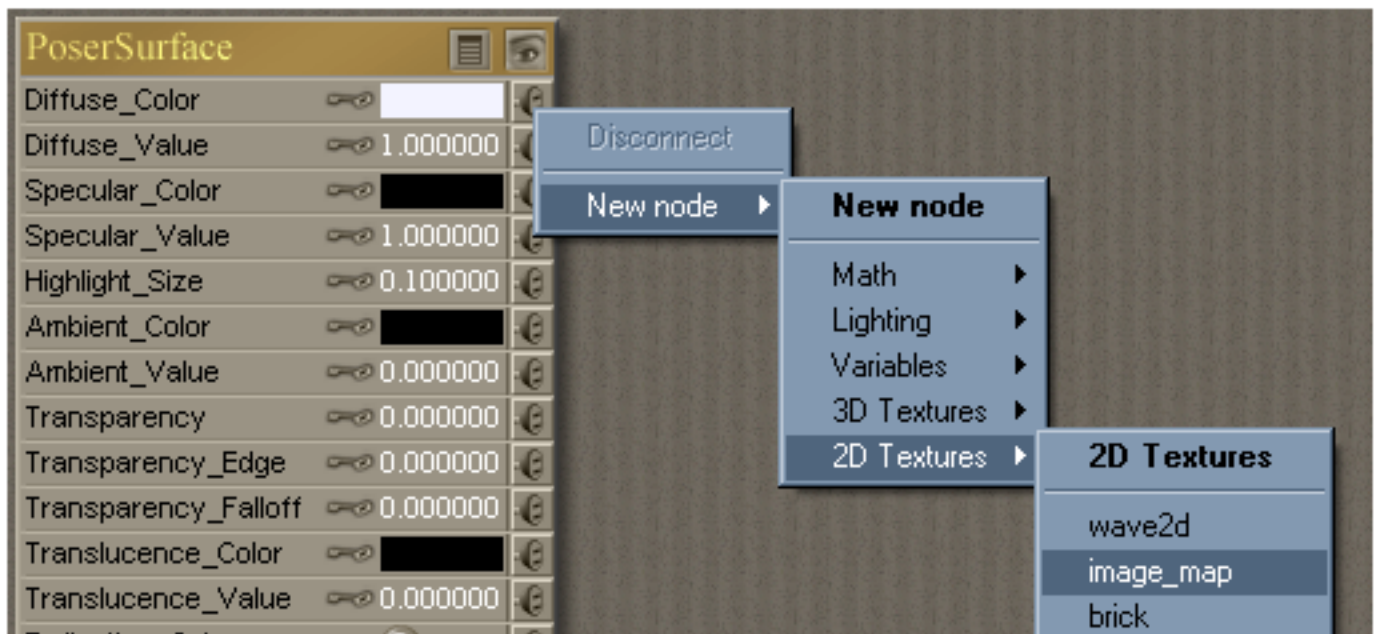 PoserSurface
Diffuse_Color
Diffuse_Value 1.000000
Specular_Color
Specular_Value 1.000000
Highlight_Size 0.100000
Ambient_Color
Ambient_Value 0.000000
Transparency 0.000000
Transparency_Edge 0.000000
Transparency_Falloff 0.000000
Translucence_Color
Translucence_Value 0.000000
Disconnect
New node
New node
Math
Lighting
Variables
3D Textures
2D Textures
2D Textures
wave2d
image_map
brick